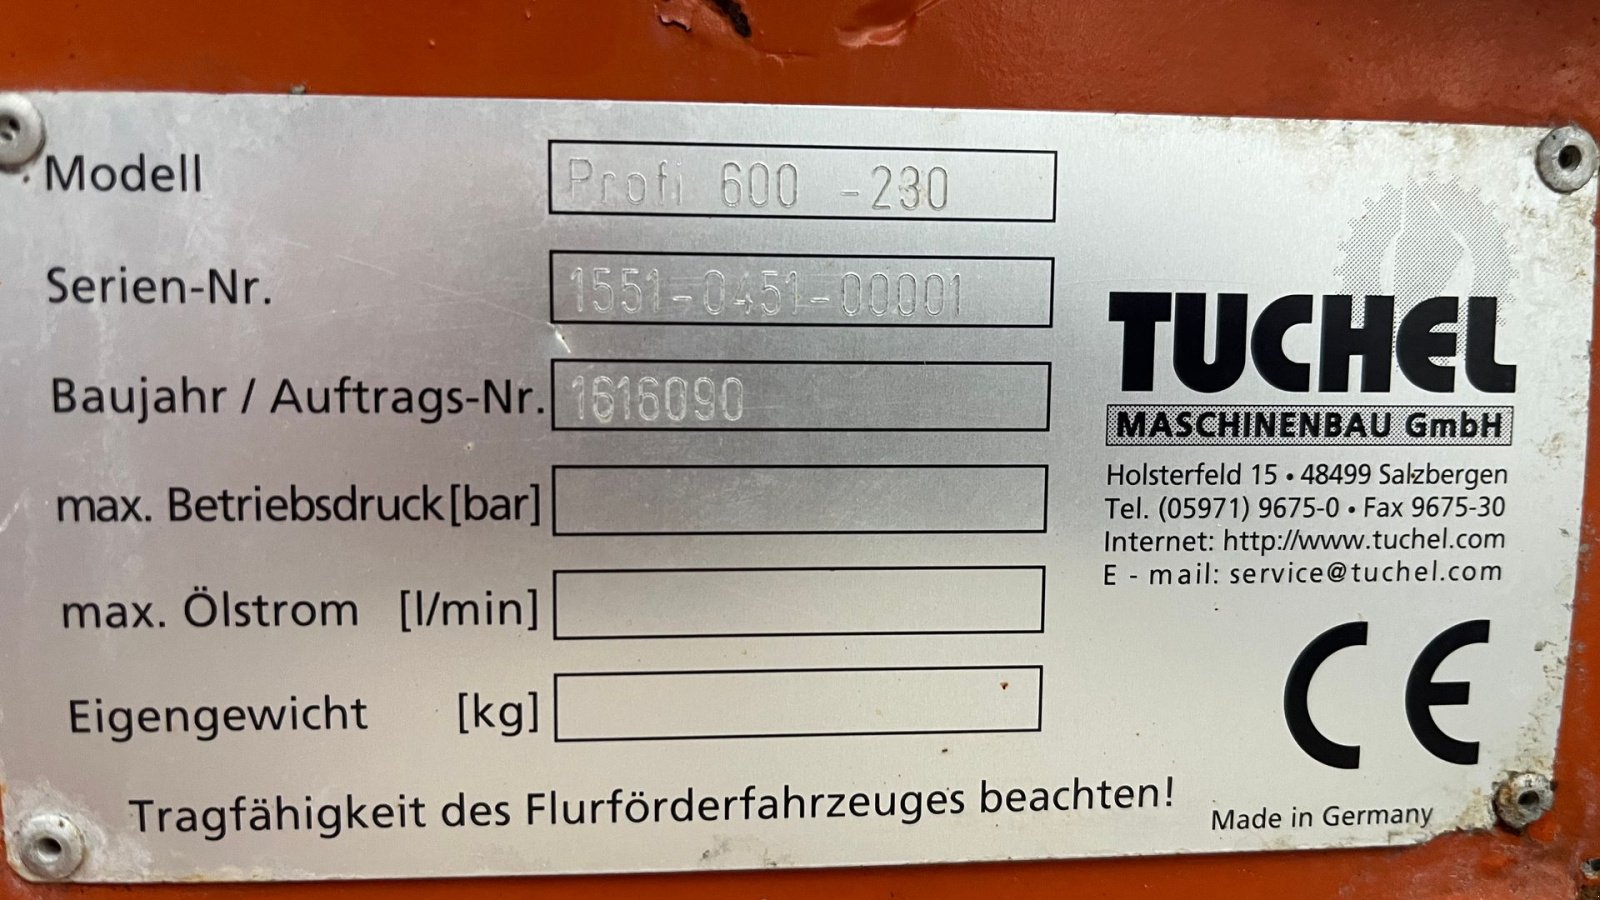 Modell Profi 600 -230
Serien-Nr. 1551-0451-00001
Baujahr / Auftrags-Nr. 1616090
max. Betriebsdruck [bar]
max. Ölstrom [l/min]
Eigengewicht [kg]
Tragfähigkeit des Flurförderfahrzeuges beachten!
TUCHEL
MASCHINENBAU GmbH
Holsterfeld 15 • 48499 Salzbergen
Tel. (05971) 9675-0 • Fax 9675-30
Internet: http://www.tuchel.com
E - mail: service@tuchel.com
CE
Made in Germany